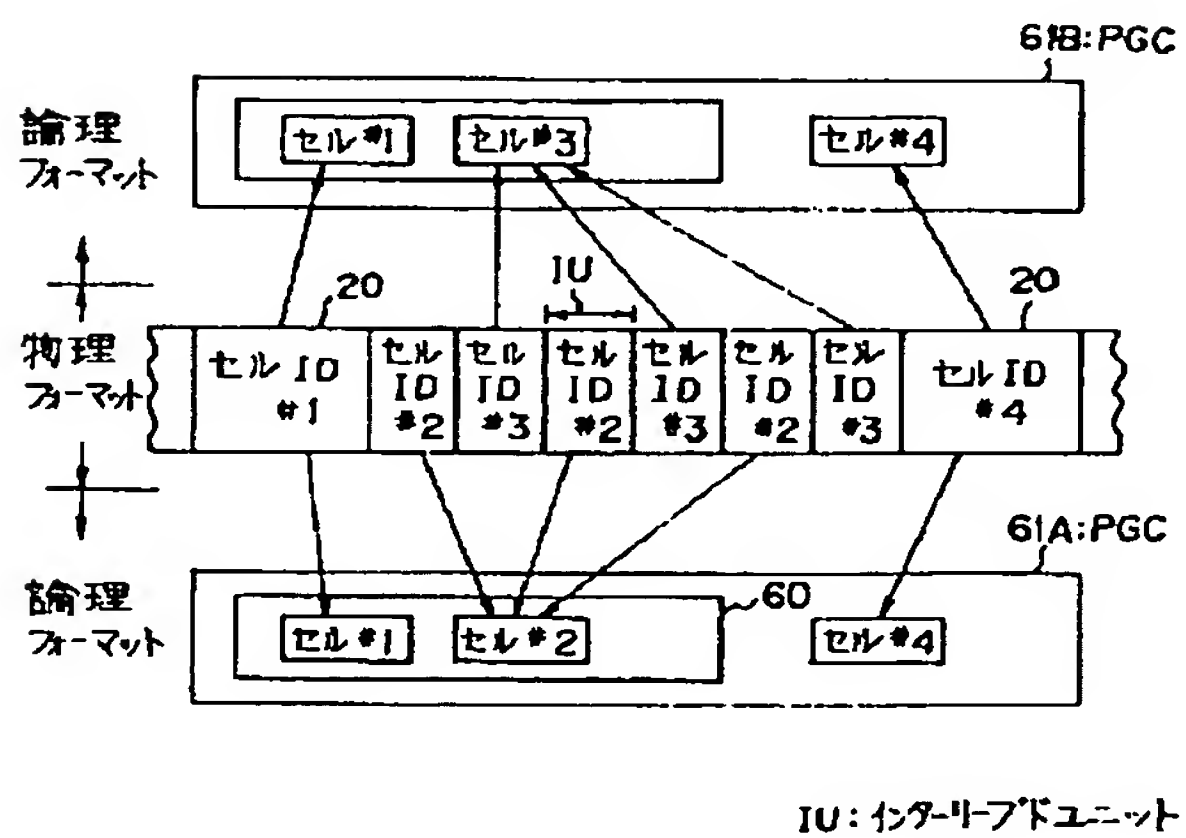 61B:PGC
論理
フォーマット
セル#1
セル#3
セル#4
IU
20
20
物理
フォーマット
セル ID
#1
セル
ID
#2
セル
ID
#3
セル
ID
#2
セル
ID
#3
セル
ID
#2
セル
ID
#3
セル ID
#4
61A:PGC
論理
フォーマット
60
セル#1
セル#2
セル#4
IU:インターリーブドユニット